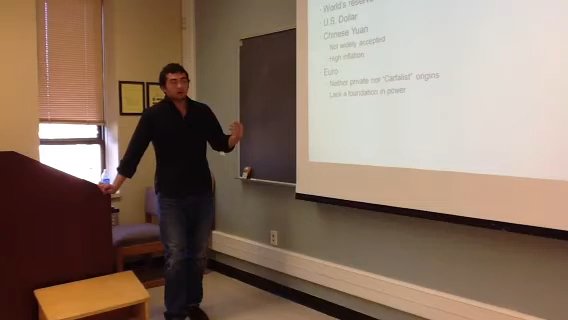 World's reserve
U.S. Dollar
Chinese Yuan
Not widely accepted
High inflation
Euro
Neither private nor "Cartalist" origins
Lack a foundation in power